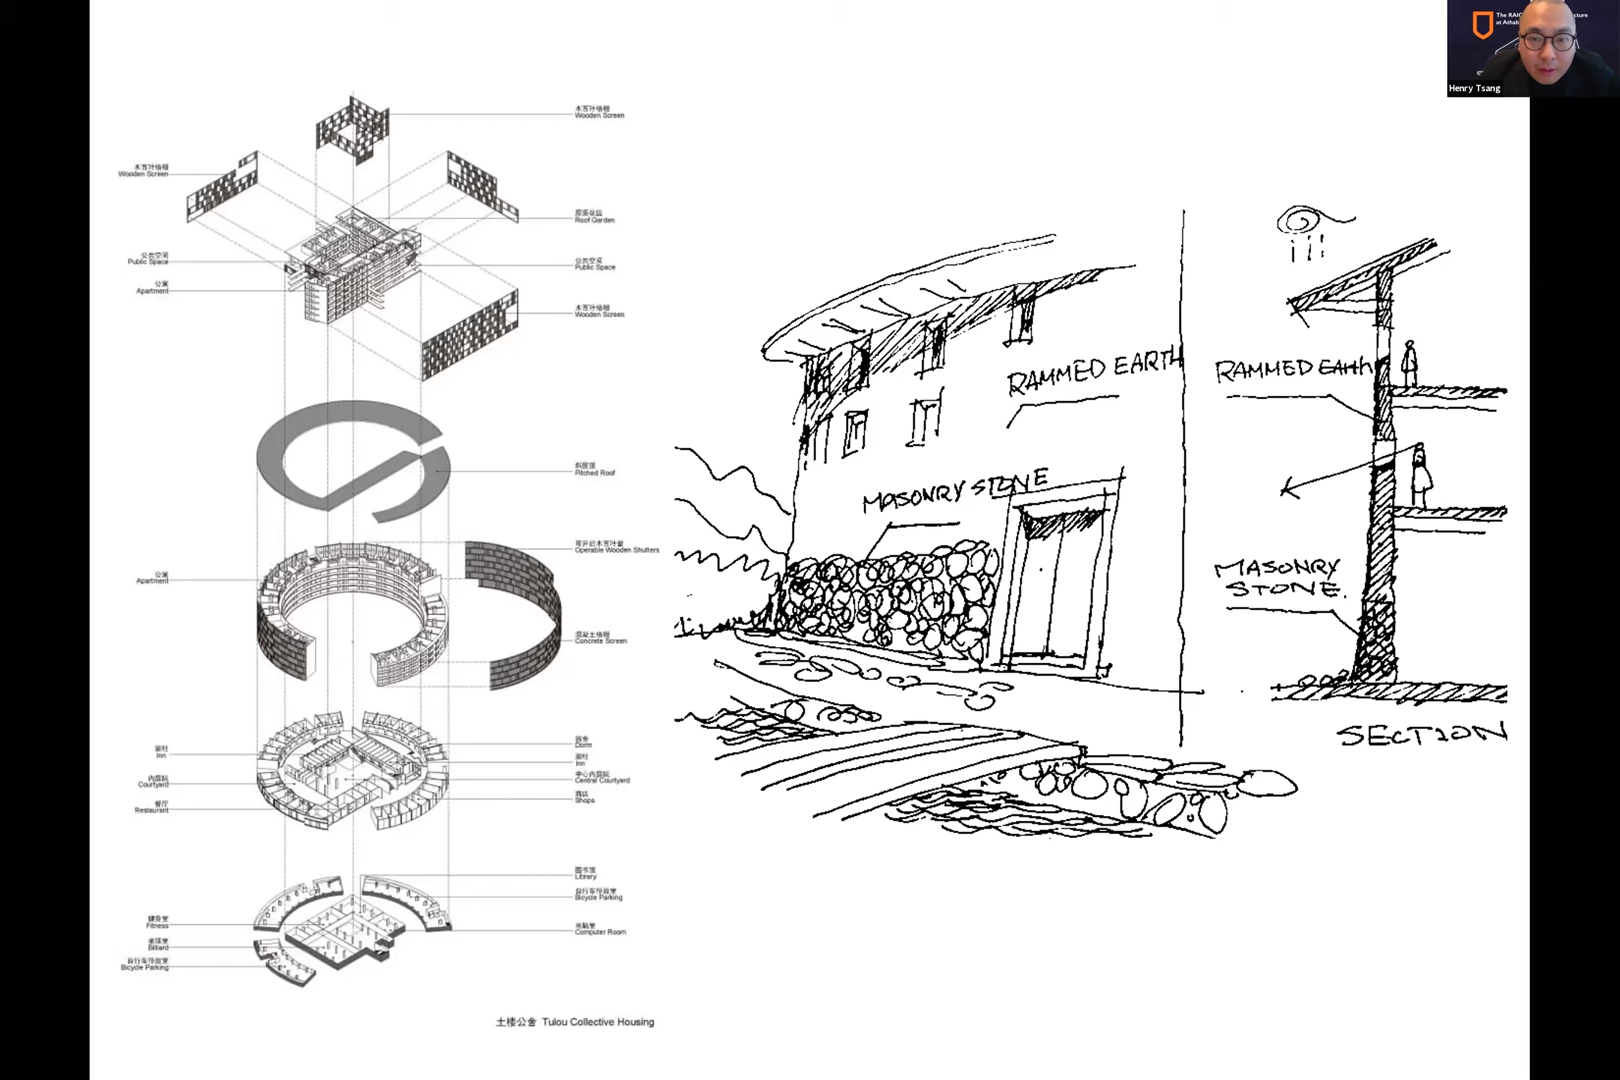 木百叶格栅
Wooden Screen
木百叶格栅
Wooden Screen
屋顶花园
Roof Garden
公共空间
Public Space
公共空间
Public Space
公寓
Apartment
木百叶格栅
Wooden Screen
斜屋顶
Pitched Roof
可开启木百叶窗
Operable Wooden Shutters
公寓
Apartment
混凝土格栅
Concrete Screen
宿舍
Dorm
旅社
Inn
旅社
Inn
中心内庭院
Central Courtyard
内庭院
Courtyard
商店
Shops
餐厅
Restaurant
图书馆
Library
自行车停放室
Bicycle Parking
健身室
Fitness
电脑室
Computer Room
桌球室
Billiard
自行车停放室
Bicycle Parking
土楼公舍 Tulou Collective Housing
RAMMED EARTH
MASONRY STONE
RAMMED EARTH
MASONRY
STONE.
SECTION
The RAIC
at Athab
Henry Tsang